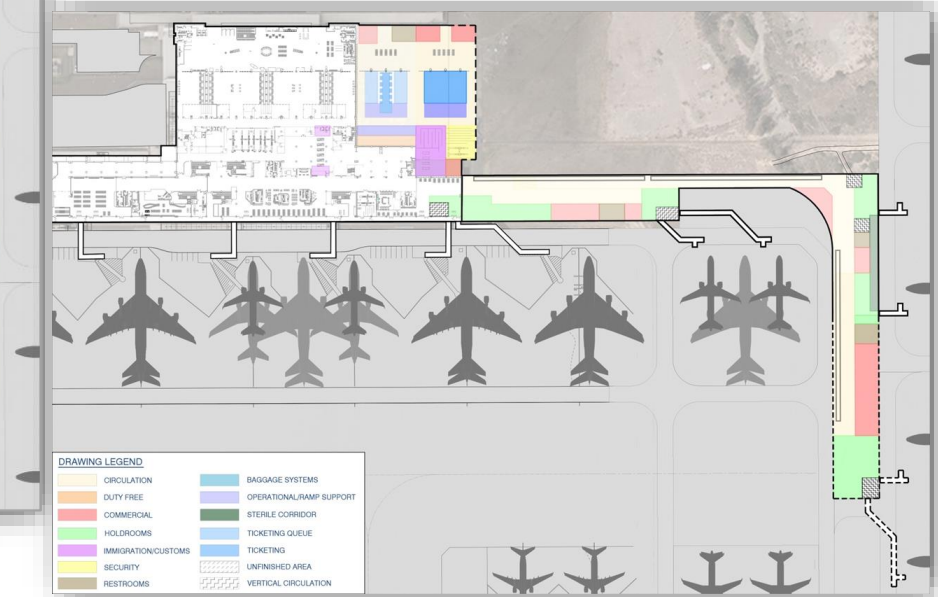 DRAWING LEGEND
CIRCULATION
DUTY FREE
COMMERCIAL
HOLDROOMS
IMMIGRATION/CUSTOMS
SECURITY
RESTROOMS
BAGGAGE SYSTEMS
OPERATIONAL/RAMP SUPPORT
STERILE CORRIDOR
TICKETING QUEUE
TICKETING
UNFINISHED AREA
VERTICAL CIRCULATION